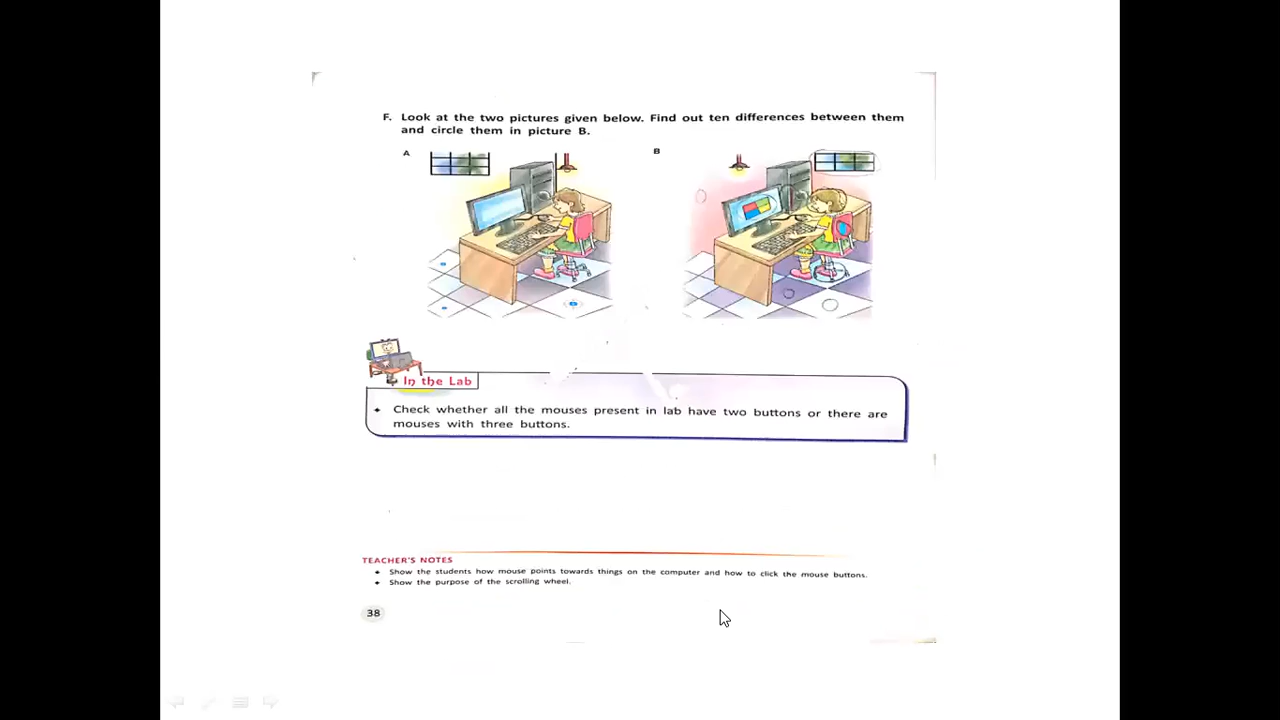 F. Look at the two pictures given below. Find out ten differences between them
and circle them in picture B.
A
B
In the Lab
Check whether all the mouses present in lab have two buttons or there are
mouses with three buttons.
TEACHER'S NOTES
Show the students how mouse points towards things on the computer and how to click the mouse buttons.
Show the purpose of the scrolling wheel.
38